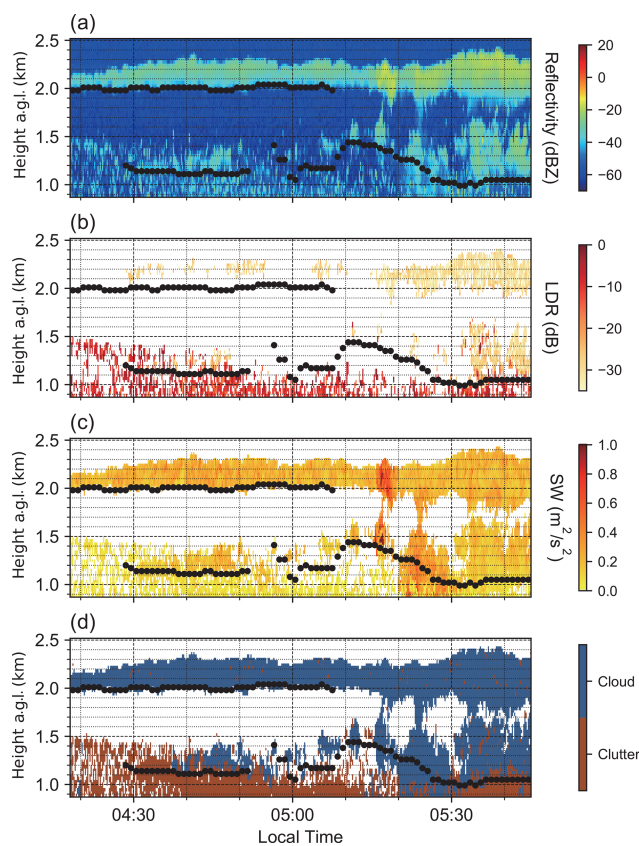 (a)
2.5
2.0
1.5
1.0
Height a.g.l. (km)
20
0
−20
−40
−60
Reflectivity (dBZ)
(b)
2.5
2.0
1.5
1.0
Height a.g.l. (km)
0
−10
−20
−30
LDR (dB)
(c)
2.5
2.0
1.5
1.0
Height a.g.l. (km)
1.0
0.8
0.6
0.4
0.2
0.0
SW (m²/s²)
(d)
2.5
2.0
1.5
1.0
Height a.g.l. (km)
Cloud
Clutter
04:30 05:00 05:30
Local Time